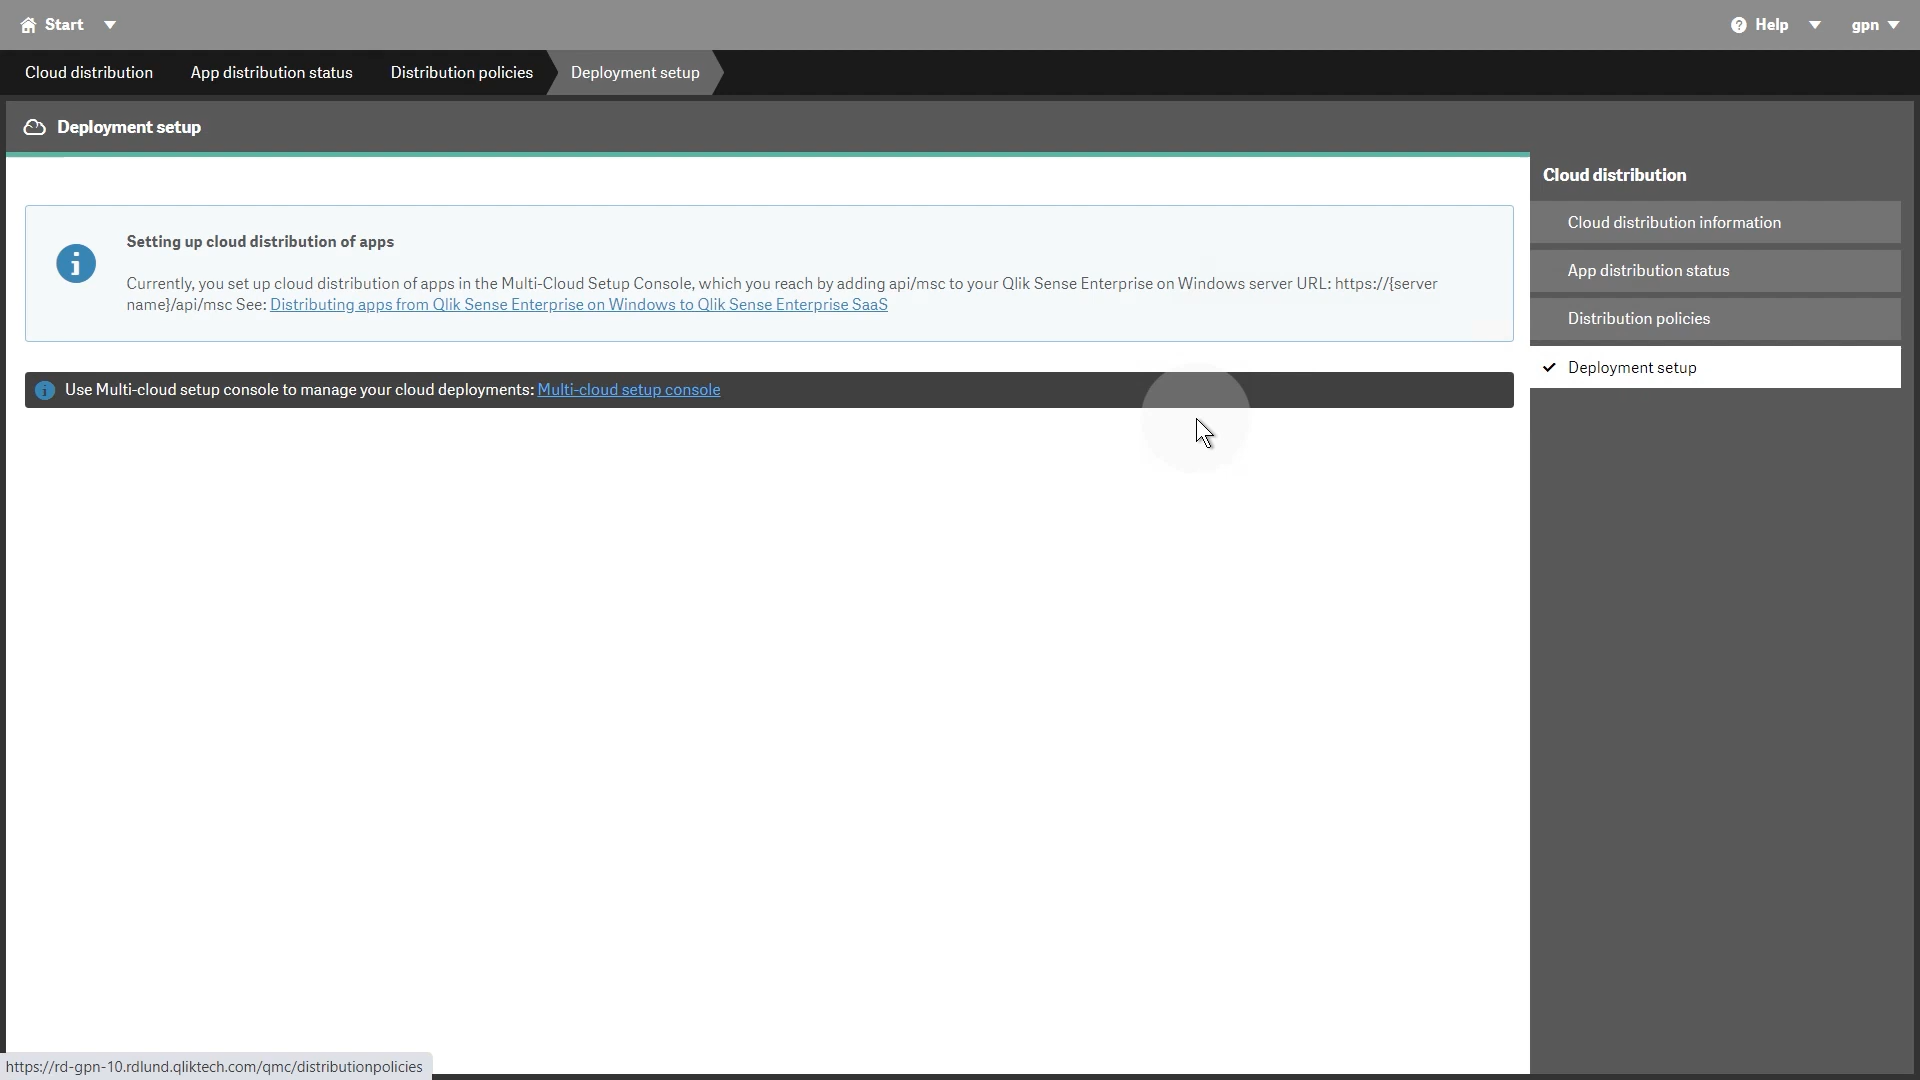 Start
Help
gpn
Cloud distribution
App distribution status
Distribution policies
Deployment setup
Deployment setup
Setting up cloud distribution of apps
Currently, you set up cloud distribution of apps in the Multi-Cloud Setup Console, which you reach by adding api/msc to your Qlik Sense Enterprise on Windows server URL: https://{server
name}/api/msc See: Distributing apps from Qlik Sense Enterprise on Windows to Qlik Sense Enterprise SaaS
Use Multi-cloud setup console to manage your cloud deployments: Multi-cloud setup console
Cloud distribution
Cloud distribution information
App distribution status
Distribution policies
Deployment setup
https://rd-gpn-10.rdlund.qliktech.com/qmc/distributionpolicies